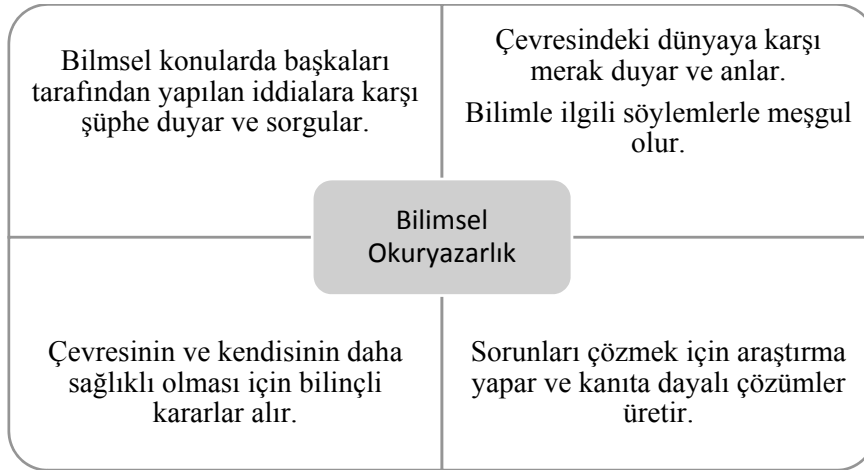 Bilmsel konularda başkaları
tarafından yapılan iddialara karşı
şüphe duyar ve sorgular.
Çevresindeki dünyaya karşı
merak duyar ve anlar.
Bilimle ilgili söylemlerle meşgul
olur.
Bilimsel
Okuryazarlık
Çevresinin ve kendisinin daha
sağlıklı olması için bilinçli
kararlar alır.
Sorunları çözmek için araştırma
yapar ve kanıta dayalı çözümler
üretir.